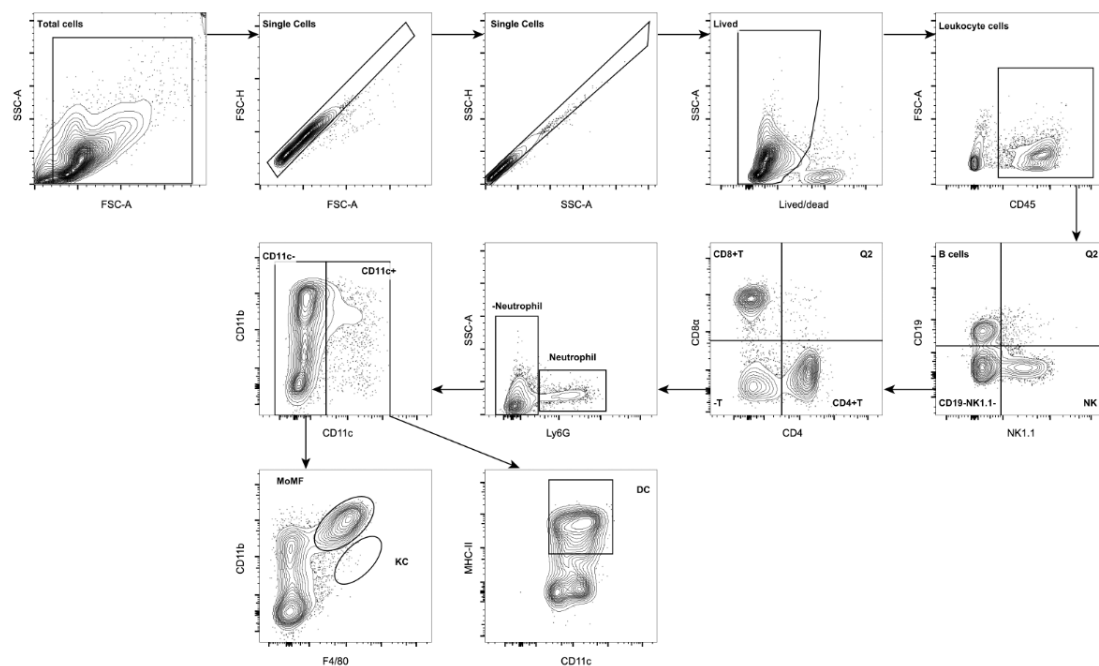 Total cells
SSC-A
FSC-A
Single Cells
FSC-H
FSC-A
Single Cells
SSC-H
SSC-A
Lived
SSC-A
Lived/dead
Leukocyte cells
FSC-A
CD45
CD11c-
CD11c+
CD11b
CD11c
-Neutrophil
Neutrophil
SSC-A
Ly6G
CD8+T
Q2
CD8α
-T
CD4+T
CD4
B cells
Q2
CD19
CD19-NK1.1-
NK
NK1.1
MoMF
KC
CD11b
F4/80
DC
MHC-II
CD11c